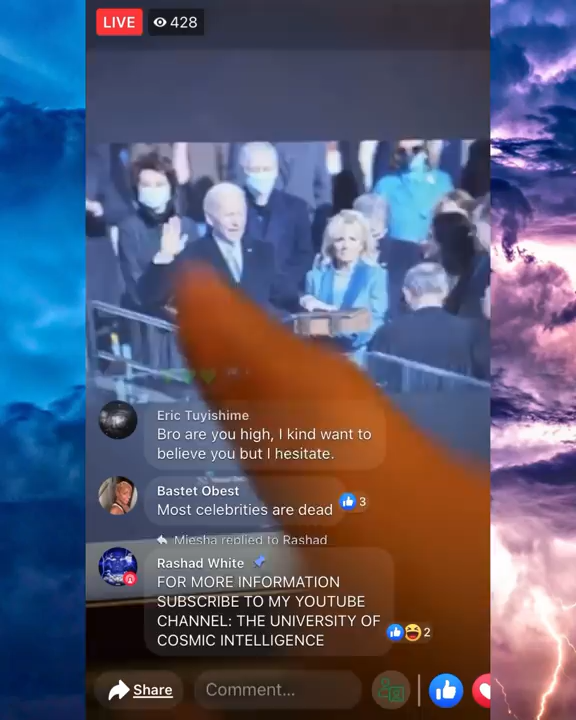 LIVE
428
Eric Tuyishime
Bro are you high, I kind want to
believe you but I hesitate.
Bastet Obest
Most celebrities are dead
3
Miesha replied to Rashad
Rashad White
FOR MORE INFORMATION
SUBSCRIBE TO MY YOUTUBE
CHANNEL: THE UNIVERSITY OF
COSMIC INTELLIGENCE
2
Share
Comment...